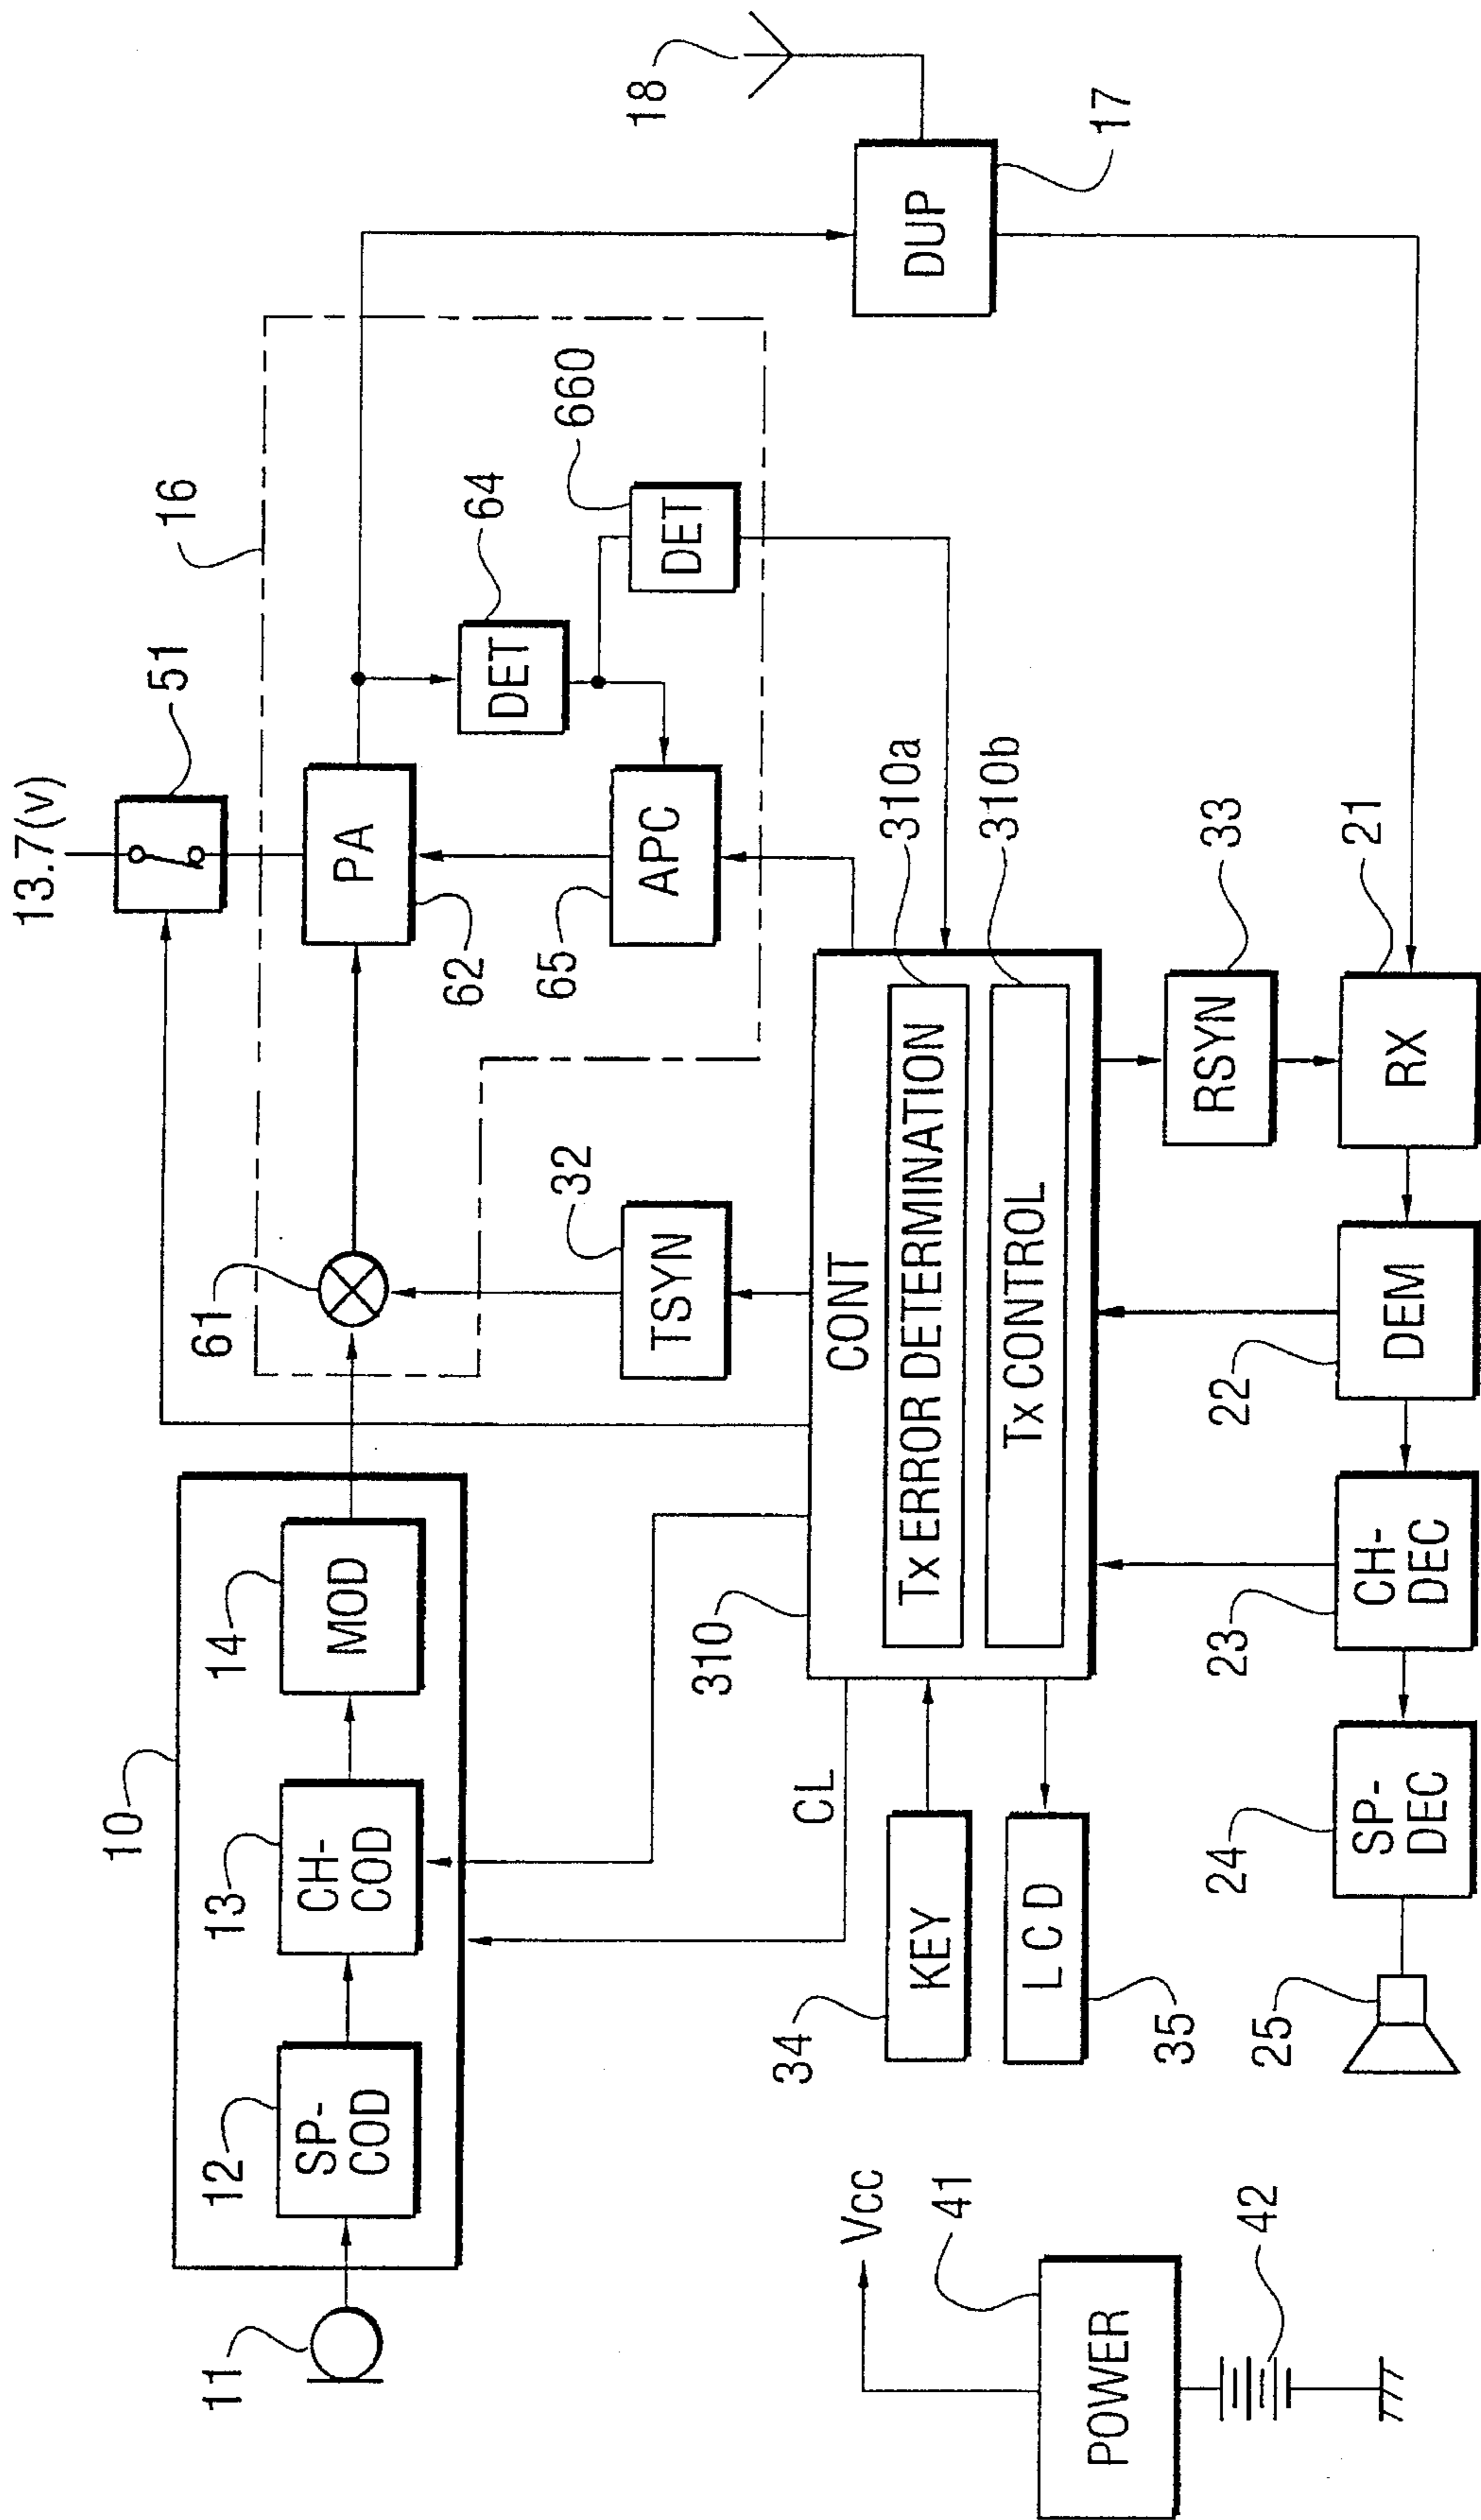 13.7(v)
51
16
18
10
12
SP-
COD
13
CH-
COD
14
MOD
61
PA
62
64
DET
660
DET
65
APC
DUP
17
11
32
TSYN
CL
310
CONT
Tx ERROR DETERMINATION
310a
Tx CONTROL
310b
34
KEY
LCD
35
33
RSYN
Vcc
41
POWER
42
25
24
SP-
DEC
23
CH-
DEC
22
DEM
21
RX